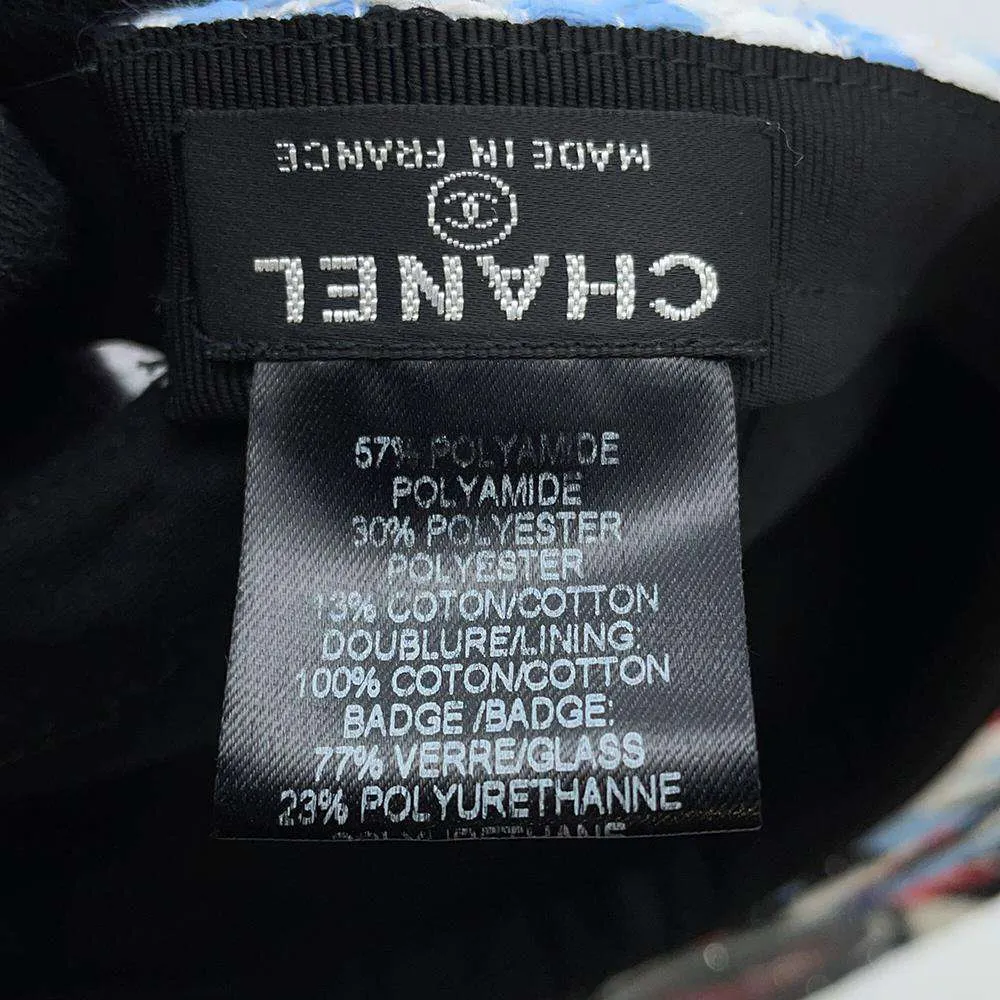 CHANEL
MADE IN FRANCE
57% POLYAMIDE
POLYAMIDE
30% POLYESTER
POLYESTER
13% COTON/COTTON
DOUBLURE/LINING:
100% COTON/COTTON
BADGE /BADGE:
77% VERRE/GLASS
23% POLYURETHANNE